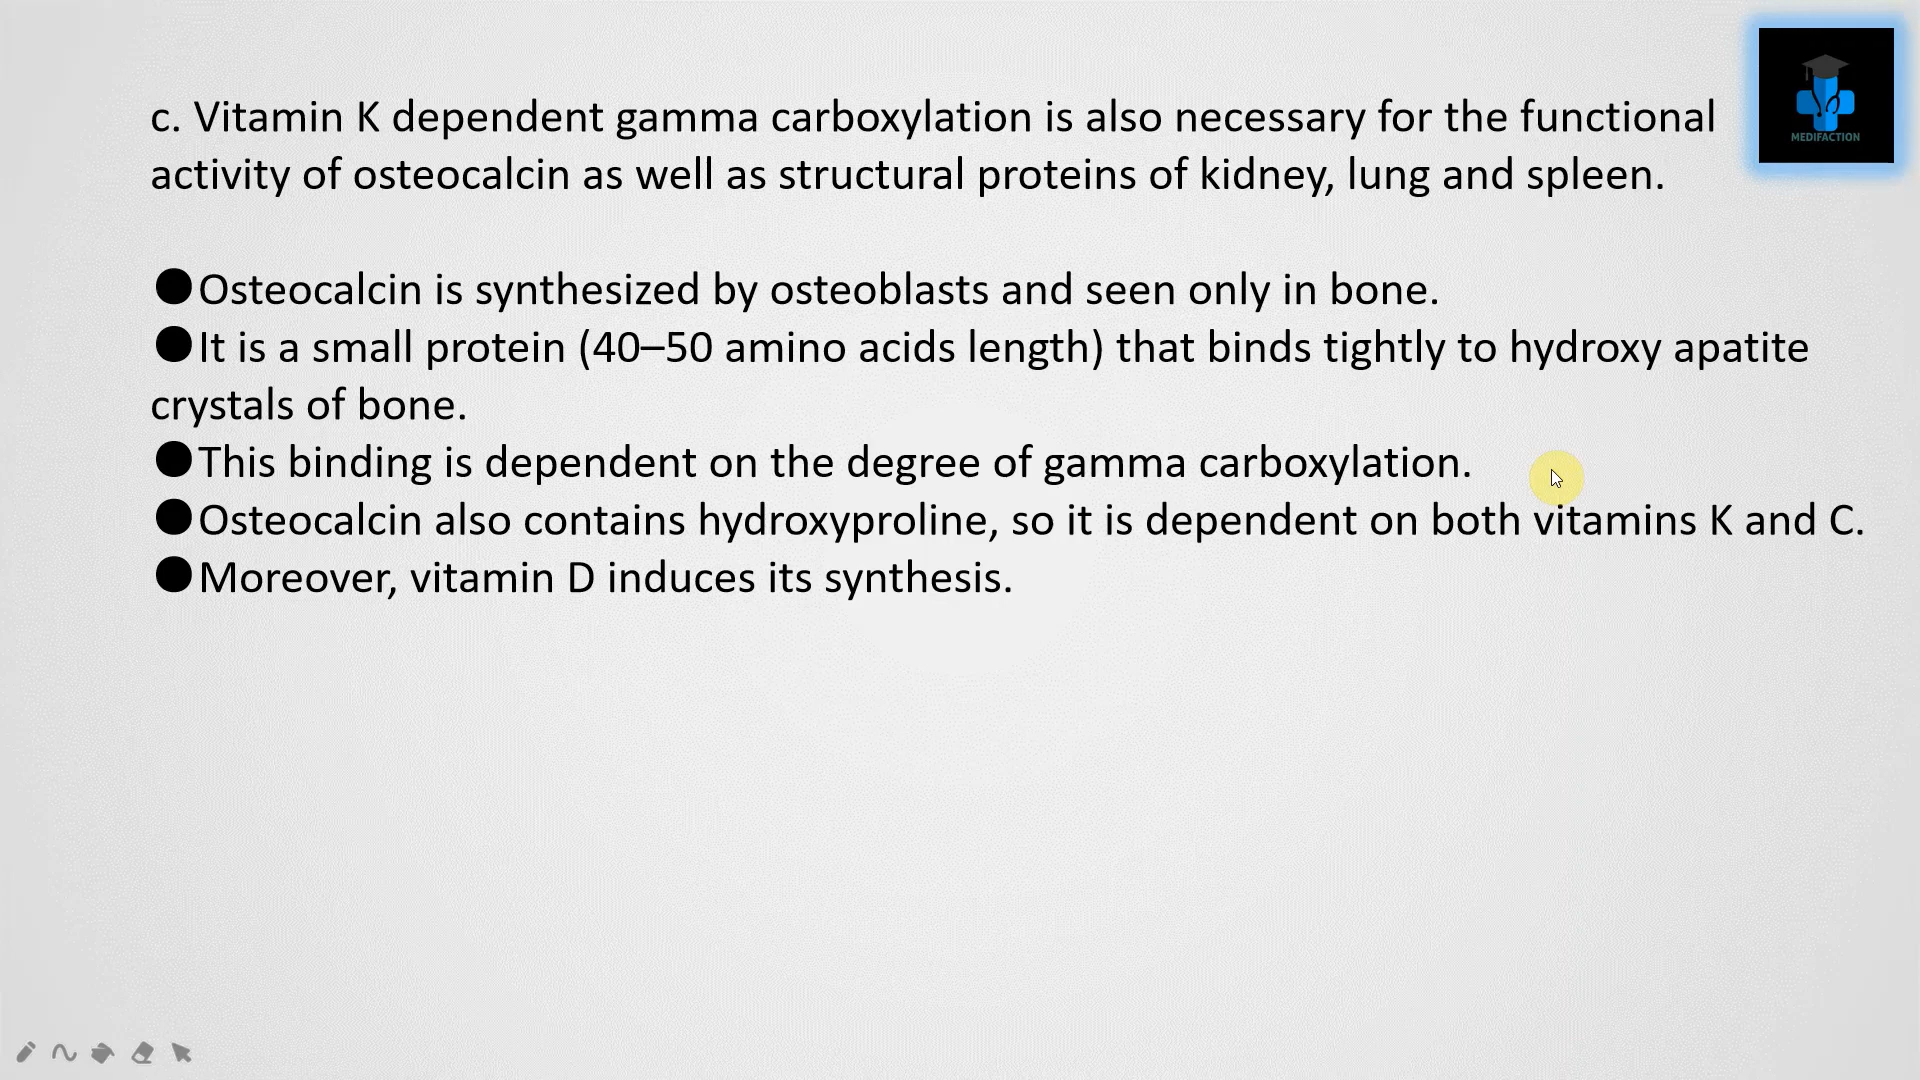 c. Vitamin K dependent gamma carboxylation is also necessary for the functional
activity of osteocalcin as well as structural proteins of kidney, lung and spleen.
MEDIFACTION
●Osteocalcin is synthesized by osteoblasts and seen only in bone.
●It is a small protein (40–50 amino acids length) that binds tightly to hydroxy apatite
crystals of bone.
●This binding is dependent on the degree of gamma carboxylation.
●Osteocalcin also contains hydroxyproline, so it is dependent on both vitamins K and C.
●Moreover, vitamin D induces its synthesis.